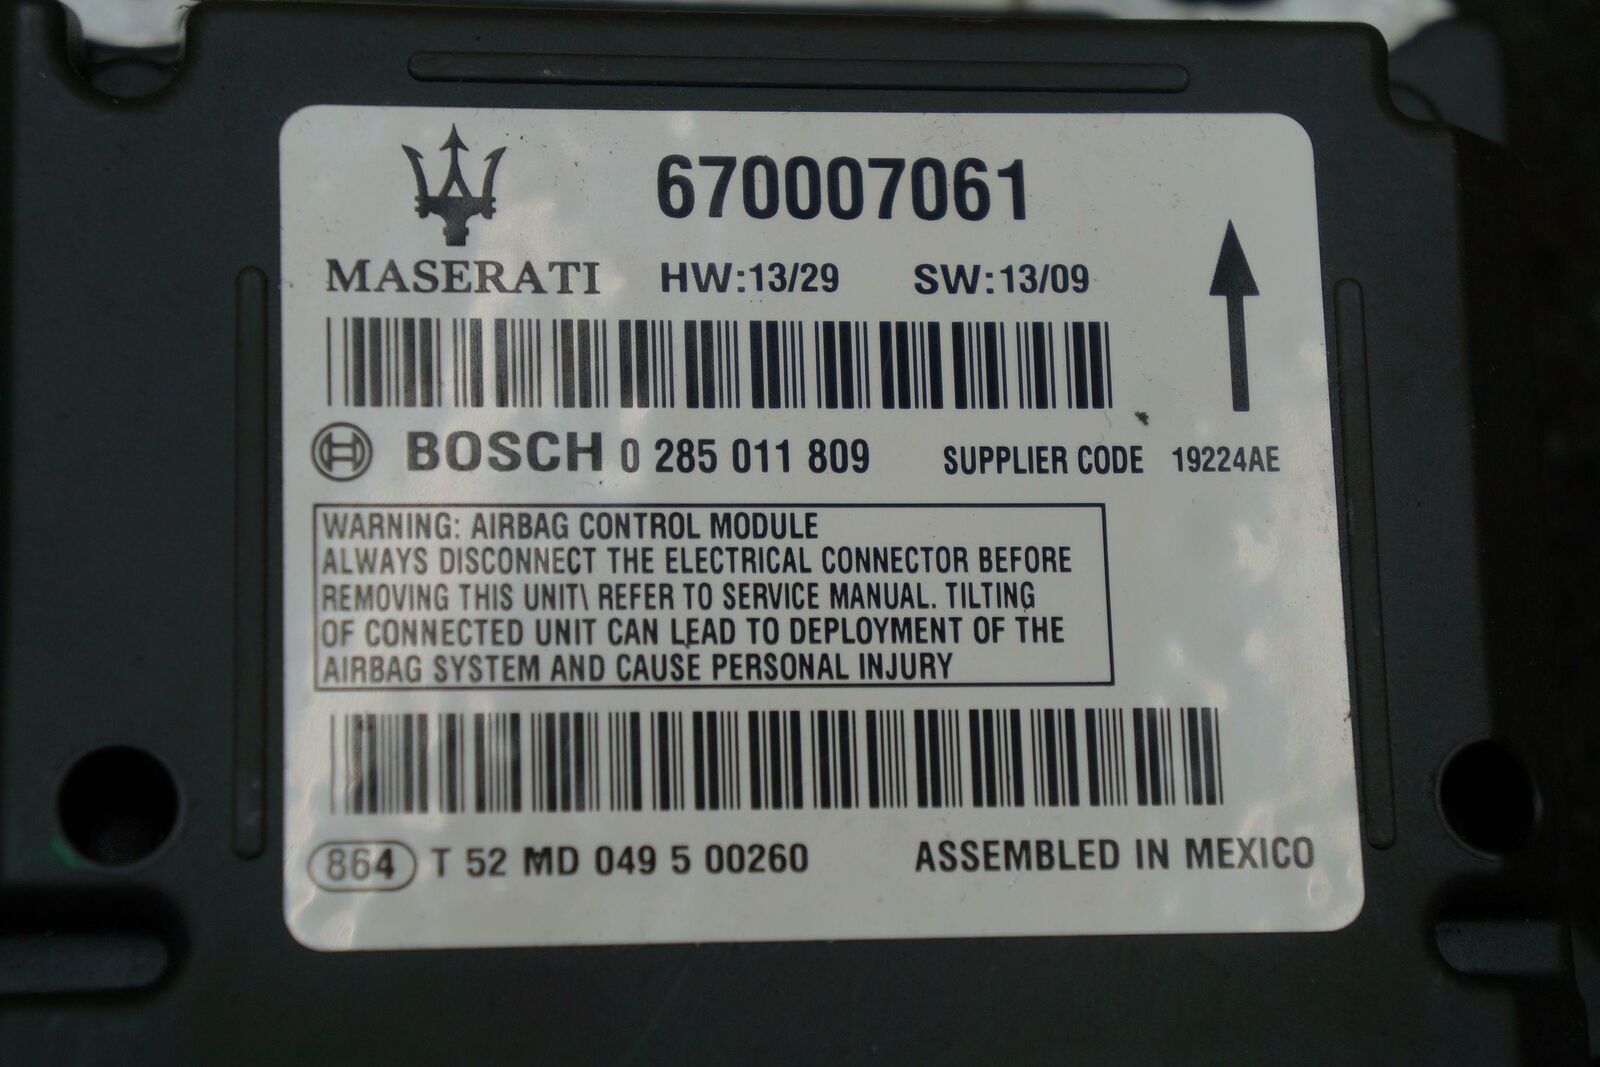 670007061
MASERATI HW:13/29 SW:13/09
BOSCH 0 285 011 809 SUPPLIER CODE 19224AE
WARNING: AIRBAG CONTROL MODULE
ALWAYS DISCONNECT THE ELECTRICAL CONNECTOR BEFORE
REMOVING THIS UNIT\ REFER TO SERVICE MANUAL. TILTING
OF CONNECTED UNIT CAN LEAD TO DEPLOYMENT OF THE
AIRBAG SYSTEM AND CAUSE PERSONAL INJURY
864 T 52 MD 049 5 00260 ASSEMBLED IN MEXICO